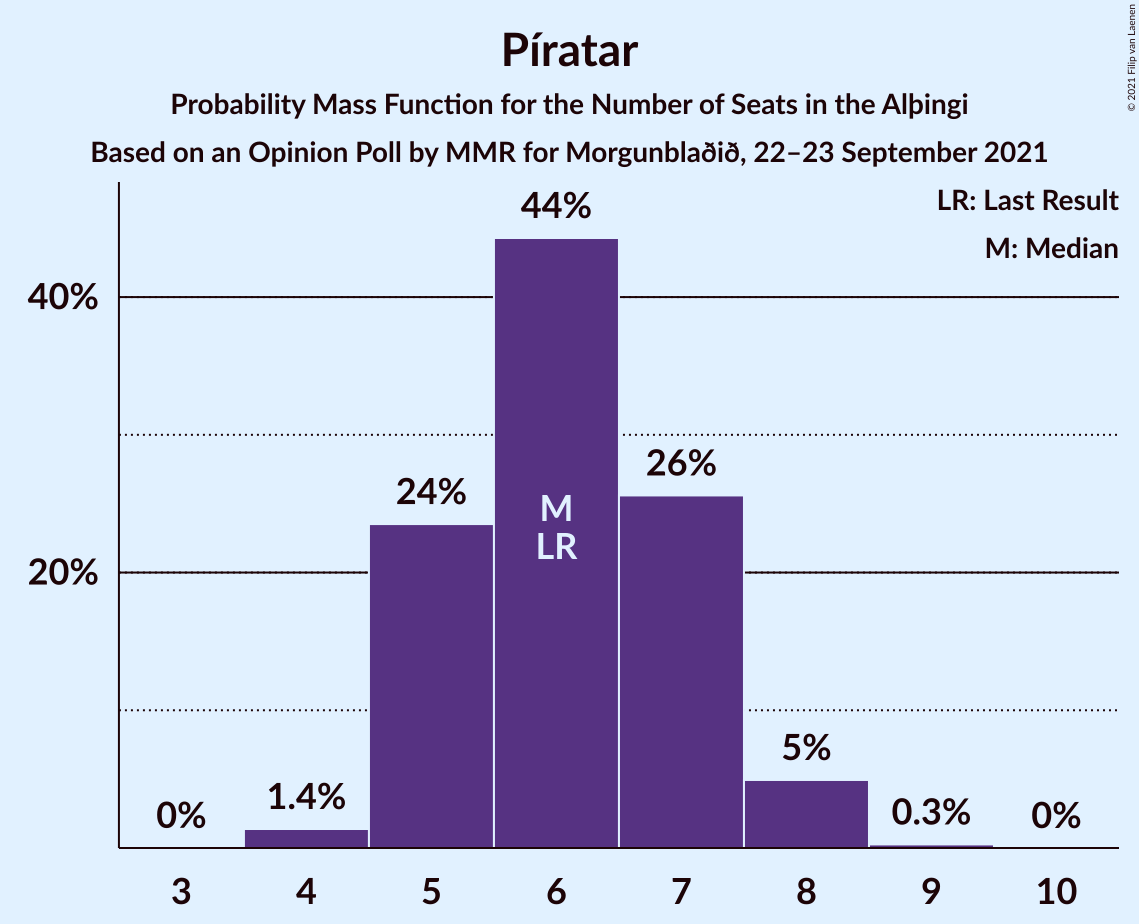 Píratar
Probability Mass Function for the Number of Seats in the Alþingi
Based on an Opinion Poll by MMR for Morgunblaðið, 22–23 September 2021
© 2021 Filip van Laenen
LR: Last Result
M: Median
40%
20%
0%
1.4%
24%
44%
M
LR
26%
5%
0.3%
0%
3 4 5 6 7 8 9 10